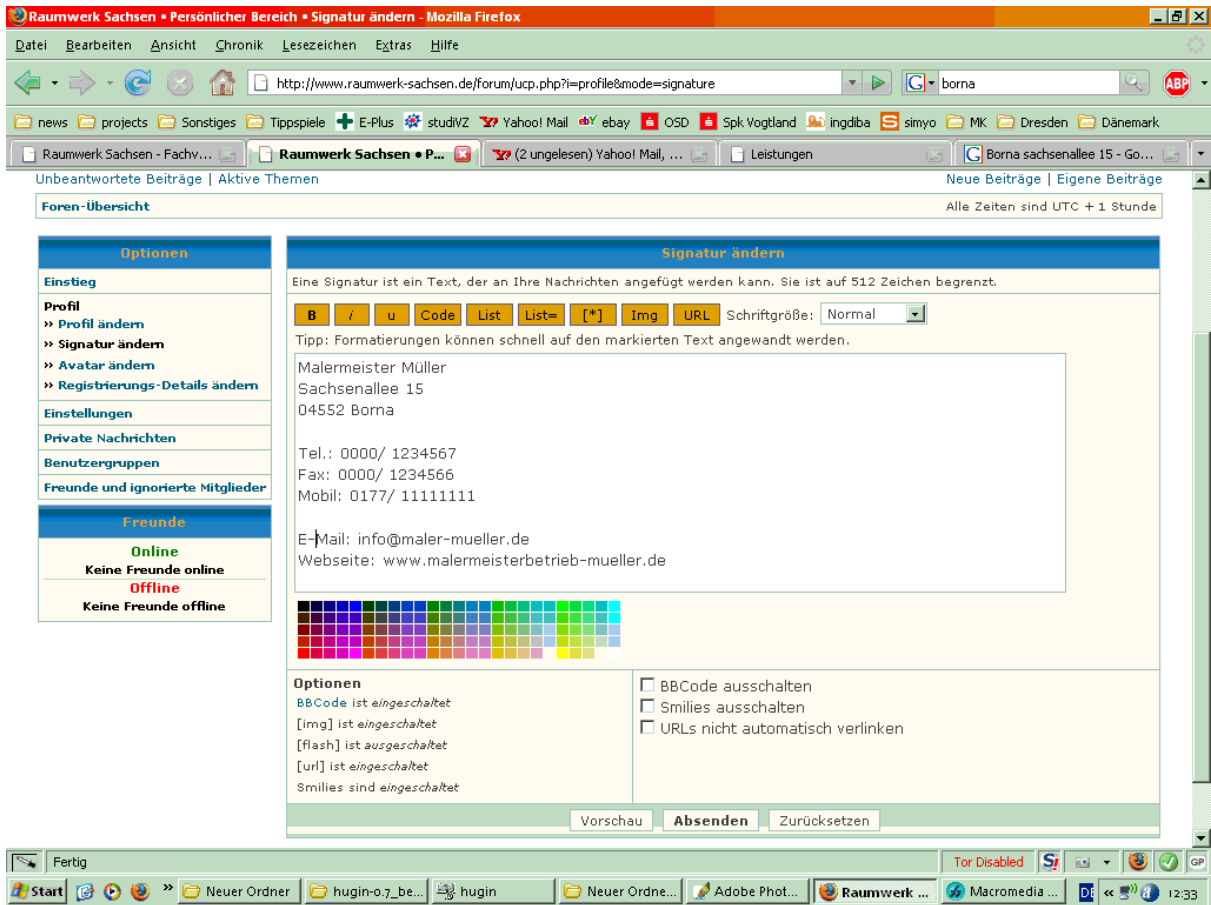 Raumwerk Sachsen • Persönlicher Bereich • Signatur ändern - Mozilla Firefox
Datei Bearbeiten Ansicht Chronik Lesezeichen Extras Hilfe
http://www.raumwerk-sachsen.de/forum/ucp.php?i=profile&mode=signature G borna ABP
news projects Sonstiges Tippspiele E-Plus studiVZ Yahoo! Mail ebay OSD Spk Vogtland ingdiba simyo MK Dresden Dänemark
Raumwerk Sachsen - Fachv... Raumwerk Sachsen • P... (2 ungelesen) Yahoo! Mail, ... Leistungen Borna sachsenallee 15 - Go...
Unbeantwortete Beiträge | Aktive Themen Neue Beiträge | Eigene Beiträge
Foren-Übersicht Alle Zeiten sind UTC + 1 Stunde
Optionen
Einstieg
Profil
» Profil ändern
» Signatur ändern
» Avatar ändern
» Registrierungs-Details ändern
Einstellungen
Private Nachrichten
Benutzergruppen
Freunde und ignorierte Mitglieder
Freunde
Online
Keine Freunde online
Offline
Keine Freunde offline
Signatur ändern
Eine Signatur ist ein Text, der an Ihre Nachrichten angefügt werden kann. Sie ist auf 512 Zeichen begrenzt.
B i u Code List List= [*] Img URL Schriftgröße: Normal
Tipp: Formatierungen können schnell auf den markierten Text angewandt werden.
Malermeister Müller
Sachsenallee 15
04552 Borna
Tel.: 0000/ 1234567
Fax: 0000/ 1234566
Mobil: 0177/ 11111111
E-Mail: info@maler-mueller.de
Webseite: www.malermeisterbetrieb-mueller.de
Optionen
BBCode ist eingeschaltet
[img] ist eingeschaltet
[flash] ist ausgeschaltet
[url] ist eingeschaltet
Smilies sind eingeschaltet
BBCode ausschalten
Smilies ausschalten
URLs nicht automatisch verlinken
Vorschau Absenden Zurücksetzen
Fertig Tor Disabled S! GP
Start » Neuer Ordner hugin-0.7_be... hugin Neuer Ordne... Adobe Phot... Raumwerk ... Macromedia ... DE « 12:33